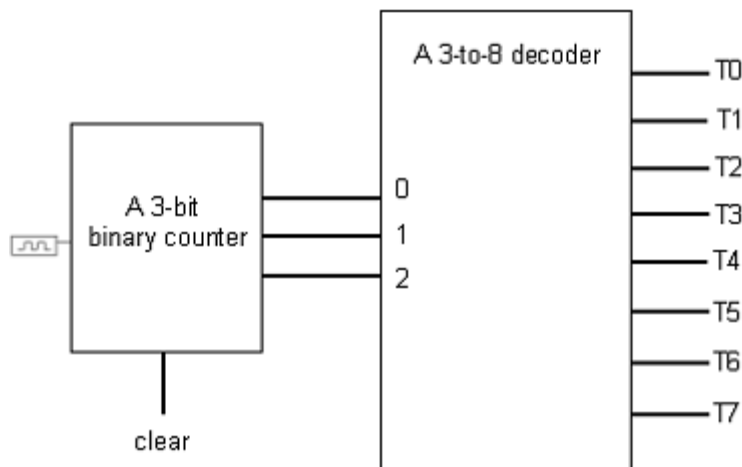 A 3-to-8 decoder
T0
T1
T2
T3
T4
T5
T6
T7
A 3-bit
binary counter
0
1
2
clear